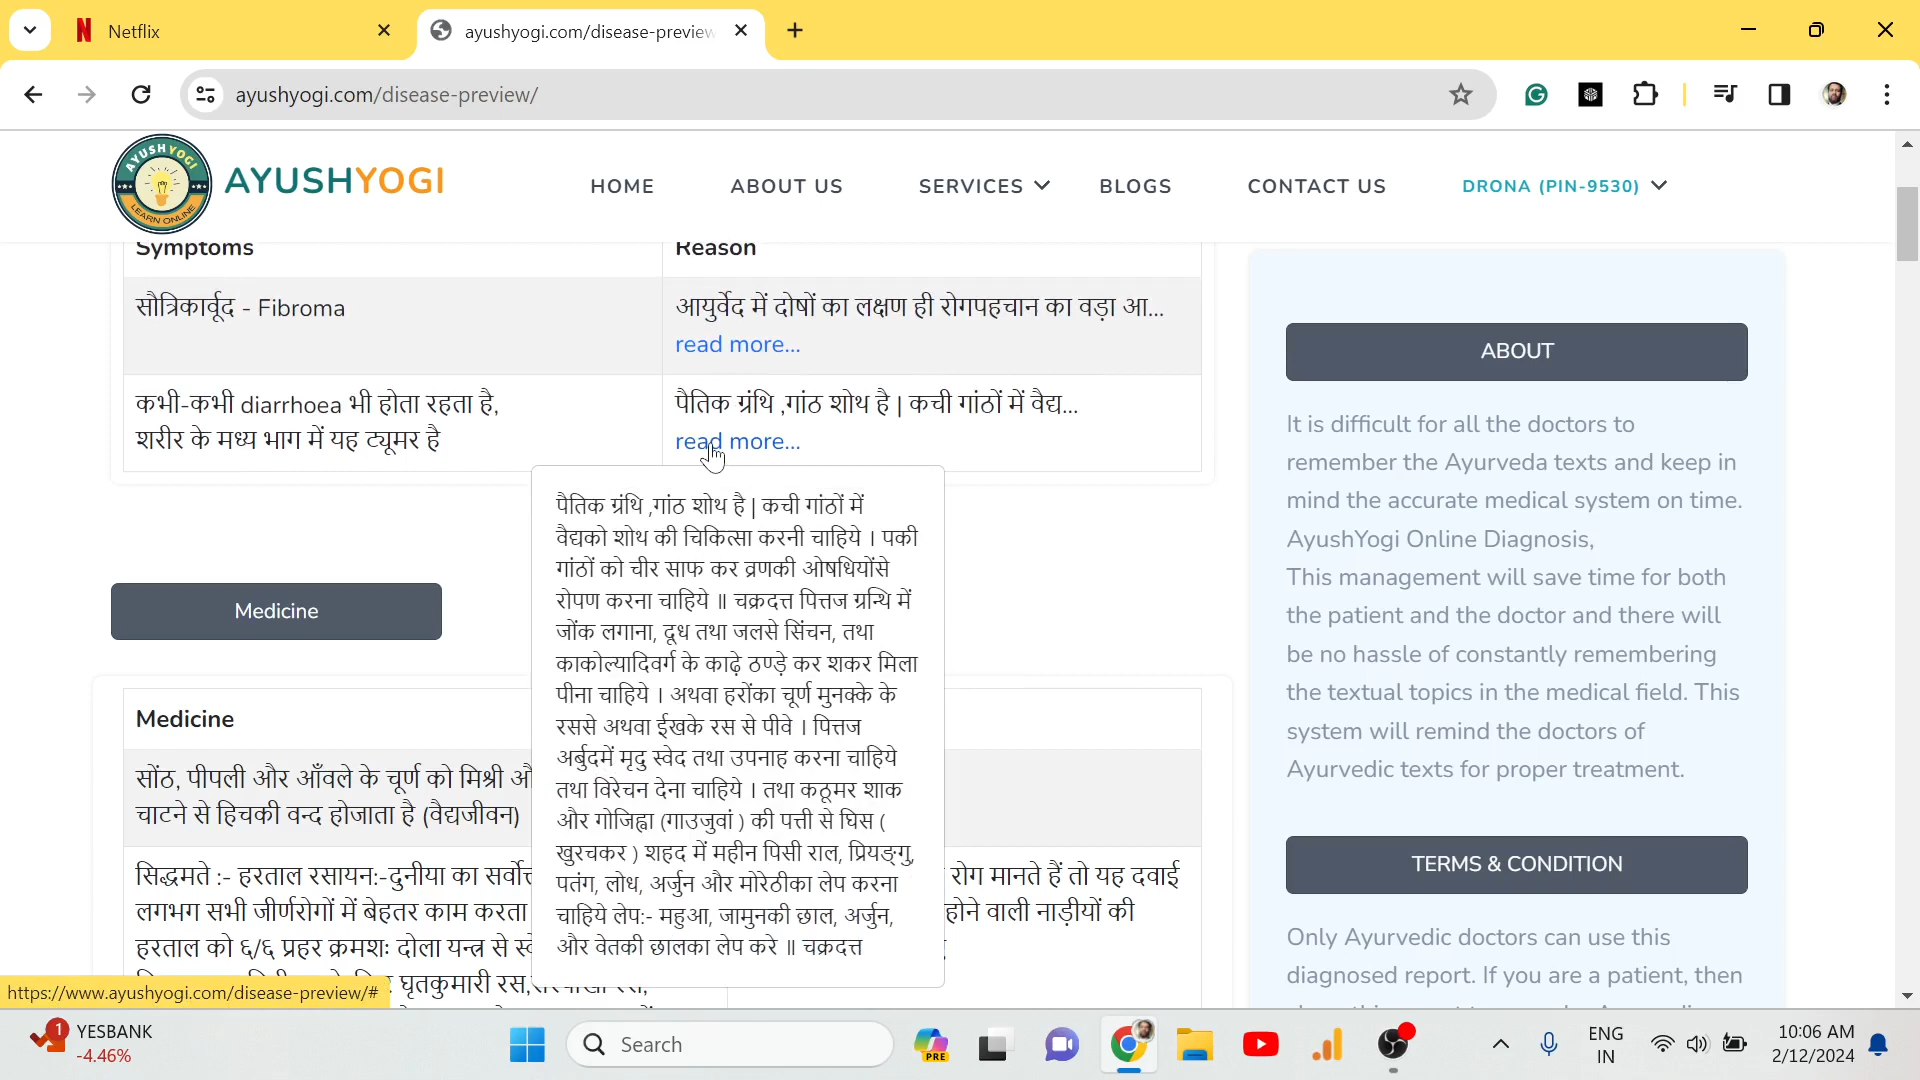 Netflix
ayushyogi.com/disease-preview
ayushyogi.com/disease-preview/
AYUSHYOGI
LEARN ONLINE
AYUSHYOGI
HOME
ABOUT US
SERVICES
BLOGS
CONTACT US
DRONA (PIN-9530)
Symptoms
Reason
सौत्रिकार्वूद - Fibroma
आयुर्वेद में दोषों का लक्षण ही रोगपहचान का वड़ा आ...
read more...
कभी-कभी diarrhoea भी होता रहता है,
शरीर के मध्य भाग में यह ट्यूमर है
पैतिक ग्रंथि ,गांठ शोथ है | कची गांठों में वैद्य...
read more...
पैतिक ग्रंथि ,गांठ शोथ है | कची गांठों में
वैद्यको शोथ की चिकित्सा करनी चाहिये । पकी
गांठों को चीर साफ कर व्रणकी ओषधियोंसे
रोपण करना चाहिये ॥ चक्रदत्त पित्तज ग्रन्थि में
जोंक लगाना, दूध तथा जलसे सिंचन, तथा
काकोल्यादिवर्ग के काढ़े ठण्ड़े कर शकर मिला
पीना चाहिये । अथवा हरोंका चूर्ण मुनक्के के
रससे अथवा ईखके रस से पीवे । पित्तज
अर्बुदमें मृदु स्वेद तथा उपनाह करना चाहिये
तथा विरेचन देना चाहिये । तथा कठूमर शाक
और गोजिह्वा (गाउजुवां ) की पत्ती से घिस (
खुरचकर ) शहद में महीन पिसी राल, प्रियङ्गु,
पतंग, लोध, अर्जुन और मोरेठीका लेप करना
चाहिये लेप:- महुआ, जामुनकी छाल, अर्जुन,
और वेतकी छालका लेप करे ॥ चक्रदत्त
Medicine
Medicine
सोंठ, पीपली और आँवले के चूर्ण को मिश्री
चाटने से हिचकी वन्द होजाता है (वैद्यजीवन)
सिद्धमते :- हरताल रसायन:-दुनीया का
लगभग सभी जीर्णरोगों में बेहतर काम करता
हरताल को ६/६ प्रहर क्रमशः दोला यन्त्र से
घृतकुमारी रस,
रोग मानते हैं तो यह दवाई
होने वाली नाड़ीयों की
ABOUT
It is difficult for all the doctors to
remember the Ayurveda texts and keep in
mind the accurate medical system on time.
AyushYogi Online Diagnosis,
This management will save time for both
the patient and the doctor and there will
be no hassle of constantly remembering
the textual topics in the medical field. This
system will remind the doctors of
Ayurvedic texts for proper treatment.
TERMS & CONDITION
Only Ayurvedic doctors can use this
diagnosed report. If you are a patient, then
https://www.ayushyogi.com/disease-preview/#
1
YESBANK
-4.46%
Search
PRE
ENG
IN
10:06 AM
2/12/2024